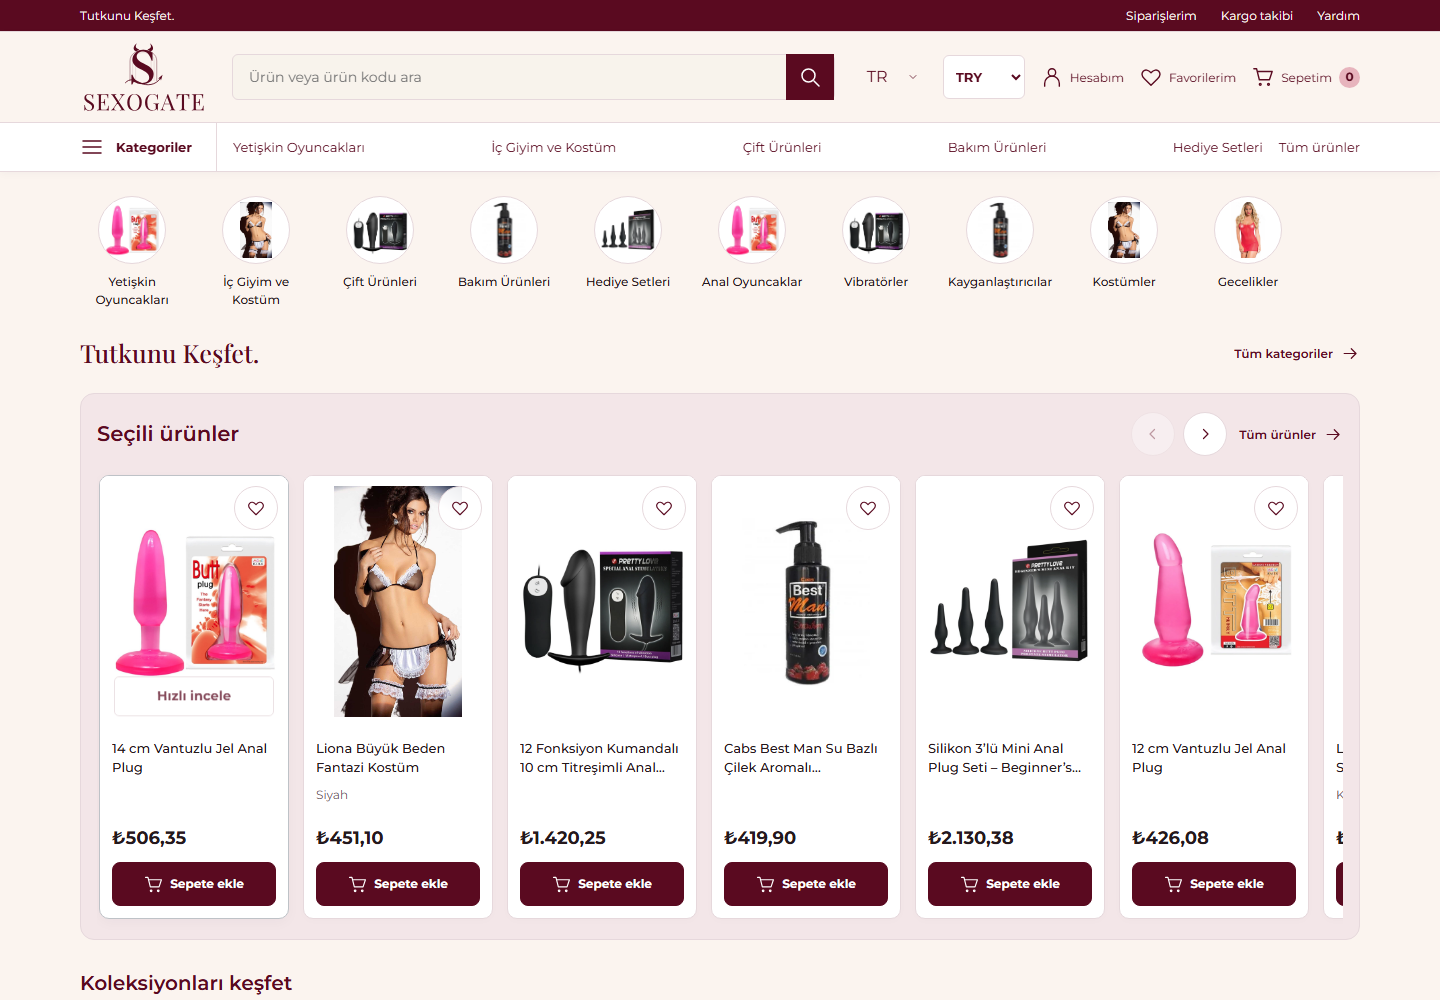 Tutkunu Keşfet.
Siparişlerim
Kargo takibi
Yardım
S
SEXOGATE
Ürün veya ürün kodu ara
TR
TRY
Hesabım
Favorilerim
Sepetim
0
Kategoriler
Yetişkin Oyuncakları
İç Giyim ve Kostüm
Çift Ürünleri
Bakım Ürünleri
Hediye Setleri
Tüm ürünler
Yetişkin
Oyuncakları
İç Giyim ve
Kostüm
Çift Ürünleri
Bakım Ürünleri
Hediye Setleri
Anal Oyuncaklar
Vibratörler
Kayganlaştırıcılar
Kostümler
Gecelikler
Tutkunu Keşfet.
Tüm kategoriler
Seçili ürünler
Tüm ürünler
Butt
plug
PRETTYLOVE
Best
Man
PRETTYLOVE
Hızlı incele
14 cm Vantuzlu Jel Anal
Plug
₺506,35
Sepete ekle
Liona Büyük Beden
Fantazi Kostüm
Siyah
₺451,10
Sepete ekle
12 Fonksiyon Kumandalı
10 cm Titreşimli Anal...
₺1.420,25
Sepete ekle
Cabs Best Man Su Bazlı
Çilek Aromalı...
₺419,90
Sepete ekle
Silikon 3’lü Mini Anal
Plug Seti – Beginner’s...
₺2.130,38
Sepete ekle
12 cm Vantuzlu Jel Anal
Plug
₺426,08
Sepete ekle
Koleksiyonları keşfet